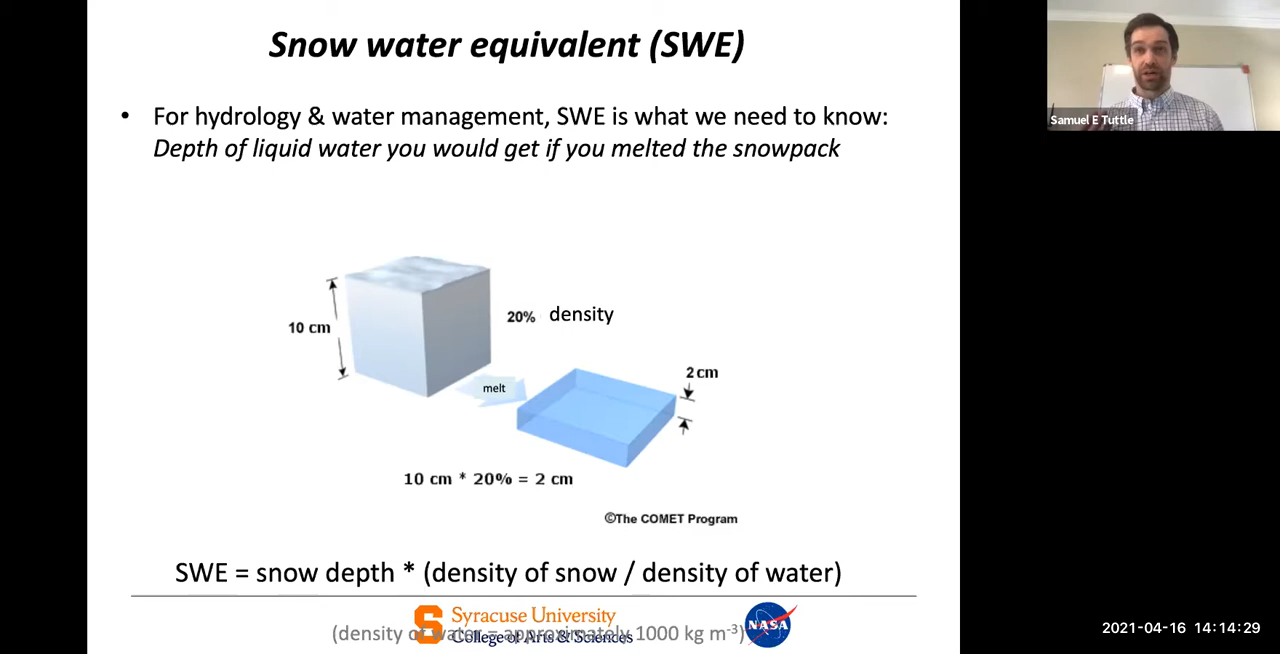 Snow water equivalent (SWE)
• For hydrology & water management, SWE is what we need to know:
Depth of liquid water you would get if you melted the snowpack
10 cm
20% density
melt
2 cm
10 cm * 20% = 2 cm
©The COMET Program
SWE = snow depth * (density of snow / density of water)
S Syracuse University
College of Arts & Sciences
(density of water = approximately 1000 kg m-3)
NASA
Samuel E Tuttle
2021-04-16 14:14:29